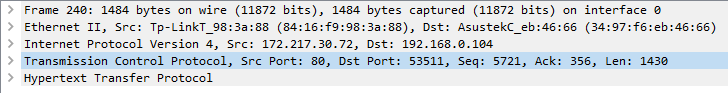 Frame 240: 1484 bytes on wire (11872 bits), 1484 bytes captured (11872 bits) on interface 0
Ethernet II, Src: Tp-LinkT_98:3a:88 (84:16:f9:98:3a:88), Dst: AsustekC_eb:46:66 (34:97:f6:eb:46:66)
Internet Protocol Version 4, Src: 172.217.30.72, Dst: 192.168.0.104
Transmission Control Protocol, Src Port: 80, Dst Port: 53511, Seq: 5721, Ack: 356, Len: 1430
Hypertext Transfer Protocol